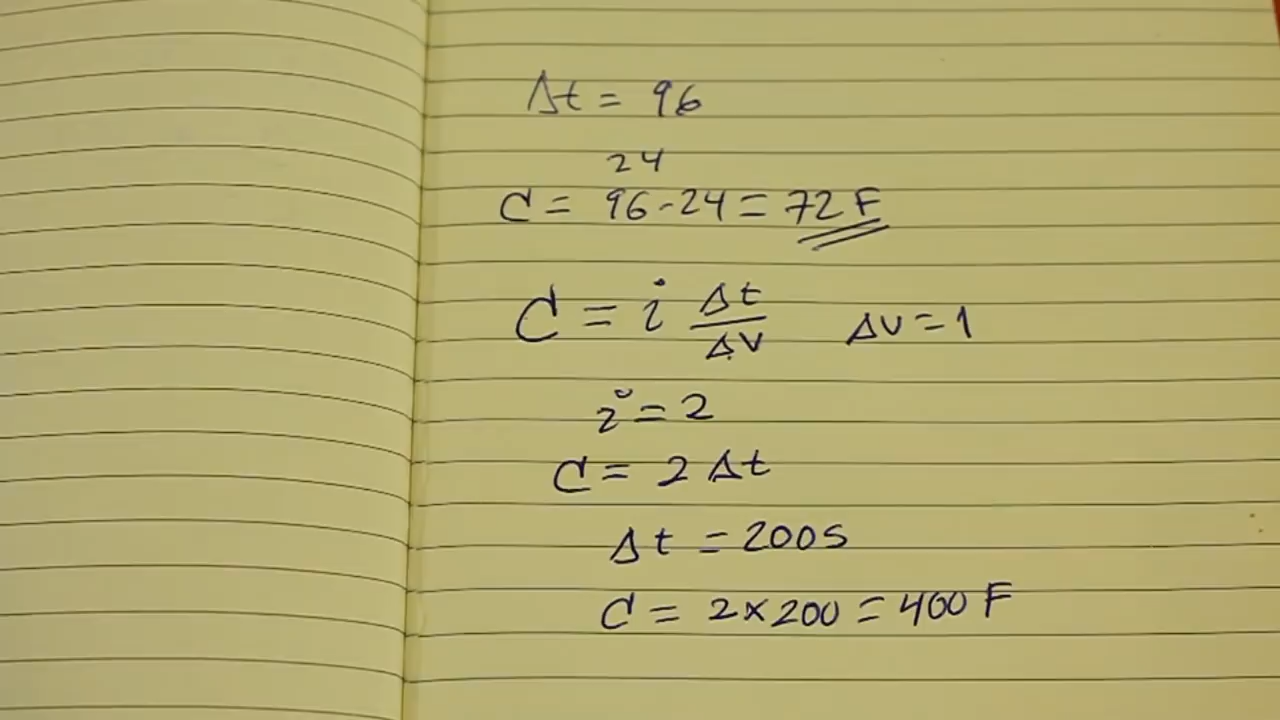 Δt = 96
24
C = 96-24 = 72 F
C = i Δt/ΔV ΔV = 1
i = 2
C = 2 Δt
Δt = 200S
C = 2×200 = 400 F